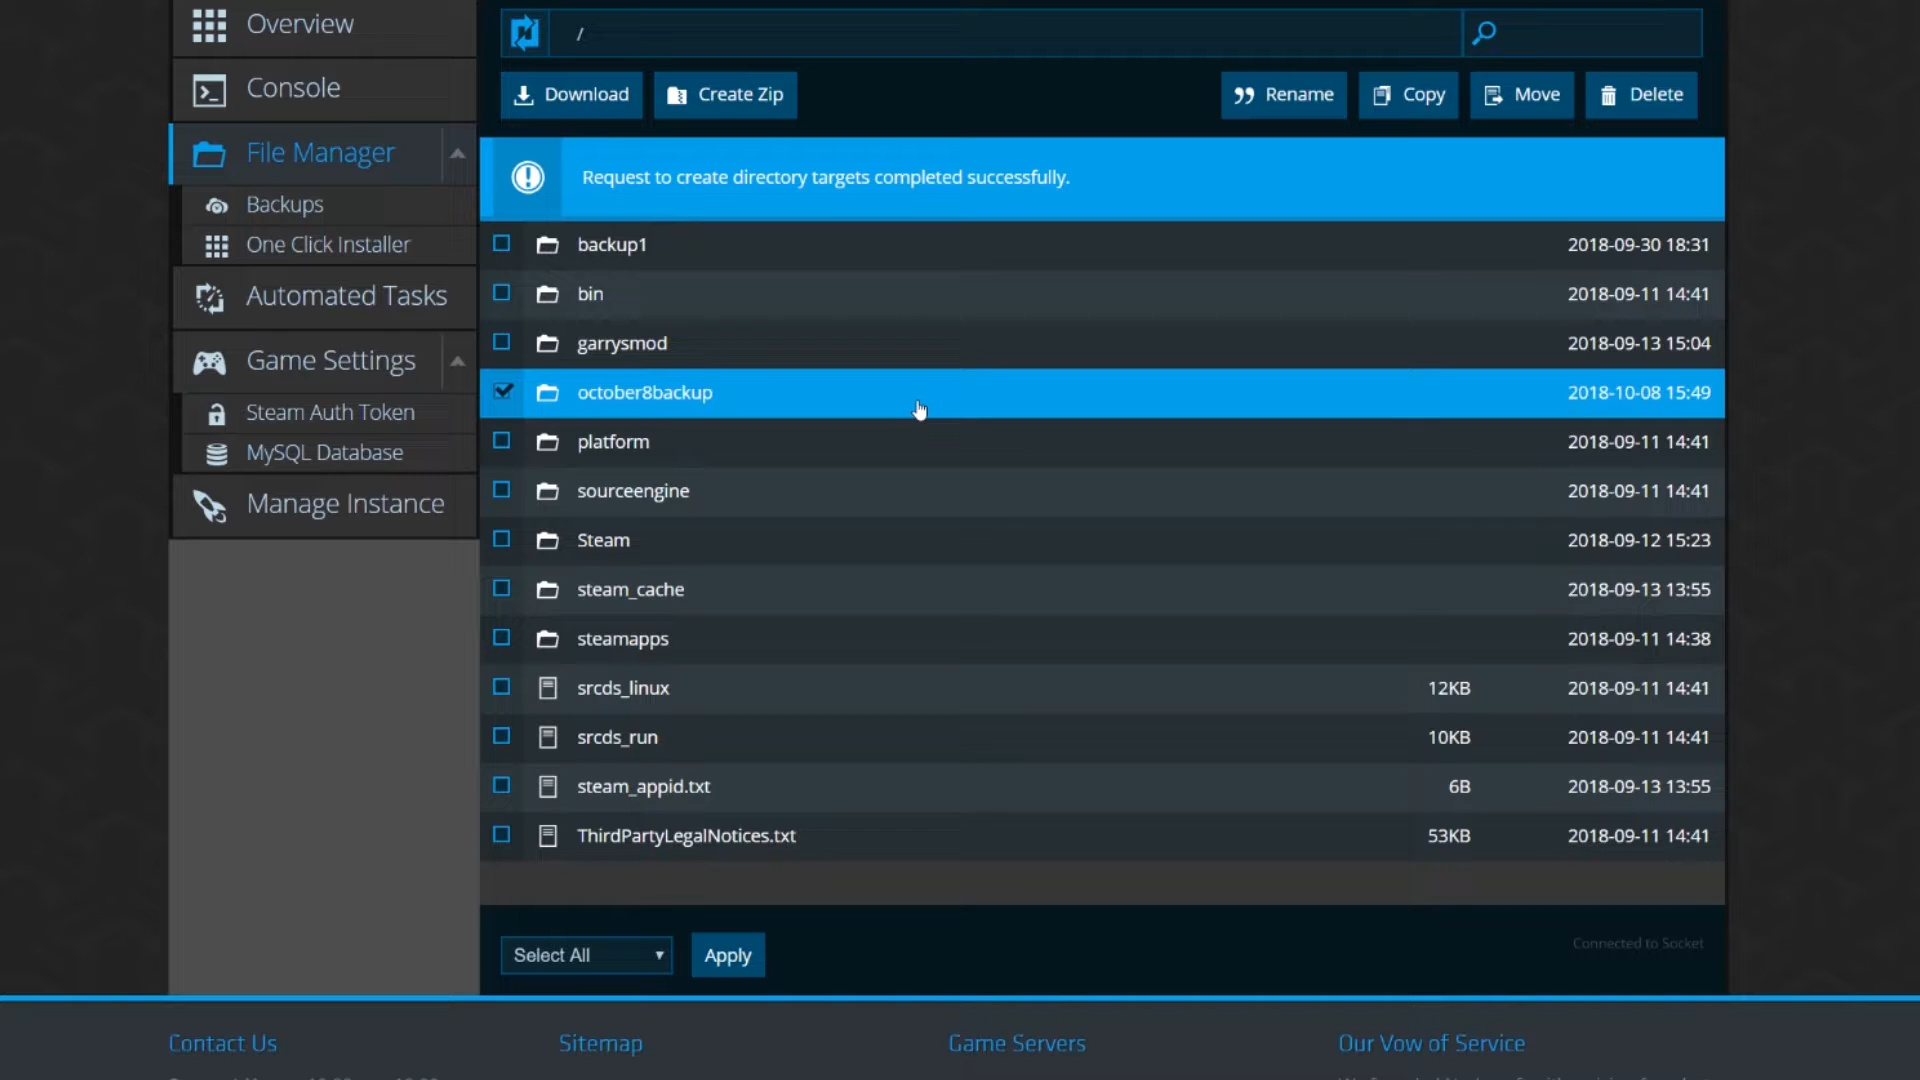 Overview
Console
File Manager
Backups
One Click Installer
Automated Tasks
Game Settings
Steam Auth Token
MySQL Database
Manage Instance
/
Download
Create Zip
Rename
Copy
Move
Delete
Request to create directory targets completed successfully.
backup1 2018-09-30 18:31
bin 2018-09-11 14:41
garrysmod 2018-09-13 15:04
october8backup 2018-10-08 15:49
platform 2018-09-11 14:41
sourceengine 2018-09-11 14:41
Steam 2018-09-12 15:23
steam_cache 2018-09-13 13:55
steamapps 2018-09-11 14:38
srcds_linux 12KB 2018-09-11 14:41
srcds_run 10KB 2018-09-11 14:41
steam_appid.txt 6B 2018-09-13 13:55
ThirdPartyLegalNotices.txt 53KB 2018-09-11 14:41
Select All
Apply
Connected to Socket
Contact Us
Sitemap
Game Servers
Our Vow of Service